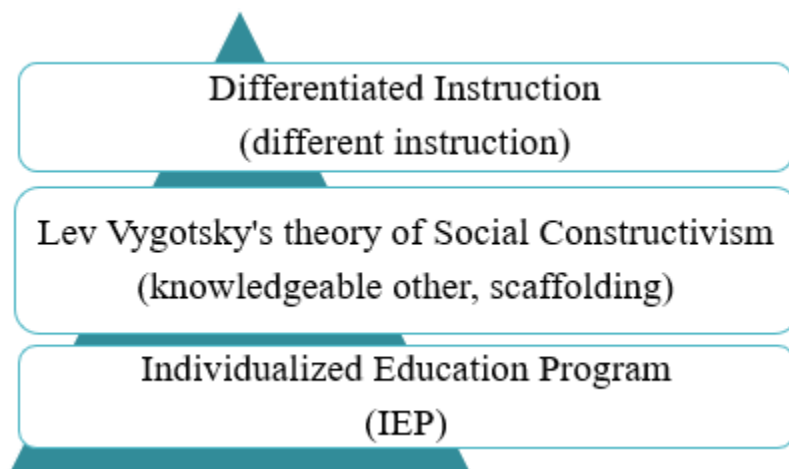 Differentiated Instruction
(different instruction)
Lev Vygotsky's theory of Social Constructivism
(knowledgeable other, scaffolding)
Individualized Education Program
(IEP)